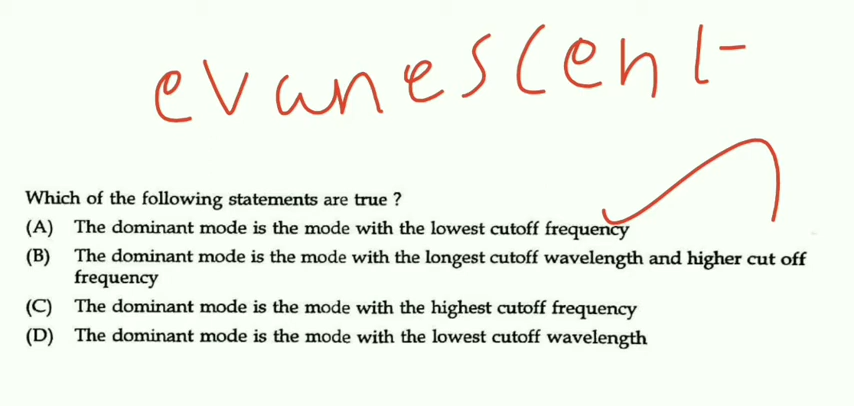 evanescent
Which of the following statements are true ?
(A) The dominant mode is the mode with the lowest cutoff frequency
(B) The dominant mode is the mode with the longest cutoff wavelength and higher cut off
frequency
(C) The dominant mode is the mode with the highest cutoff frequency
(D) The dominant mode is the mode with the lowest cutoff wavelength